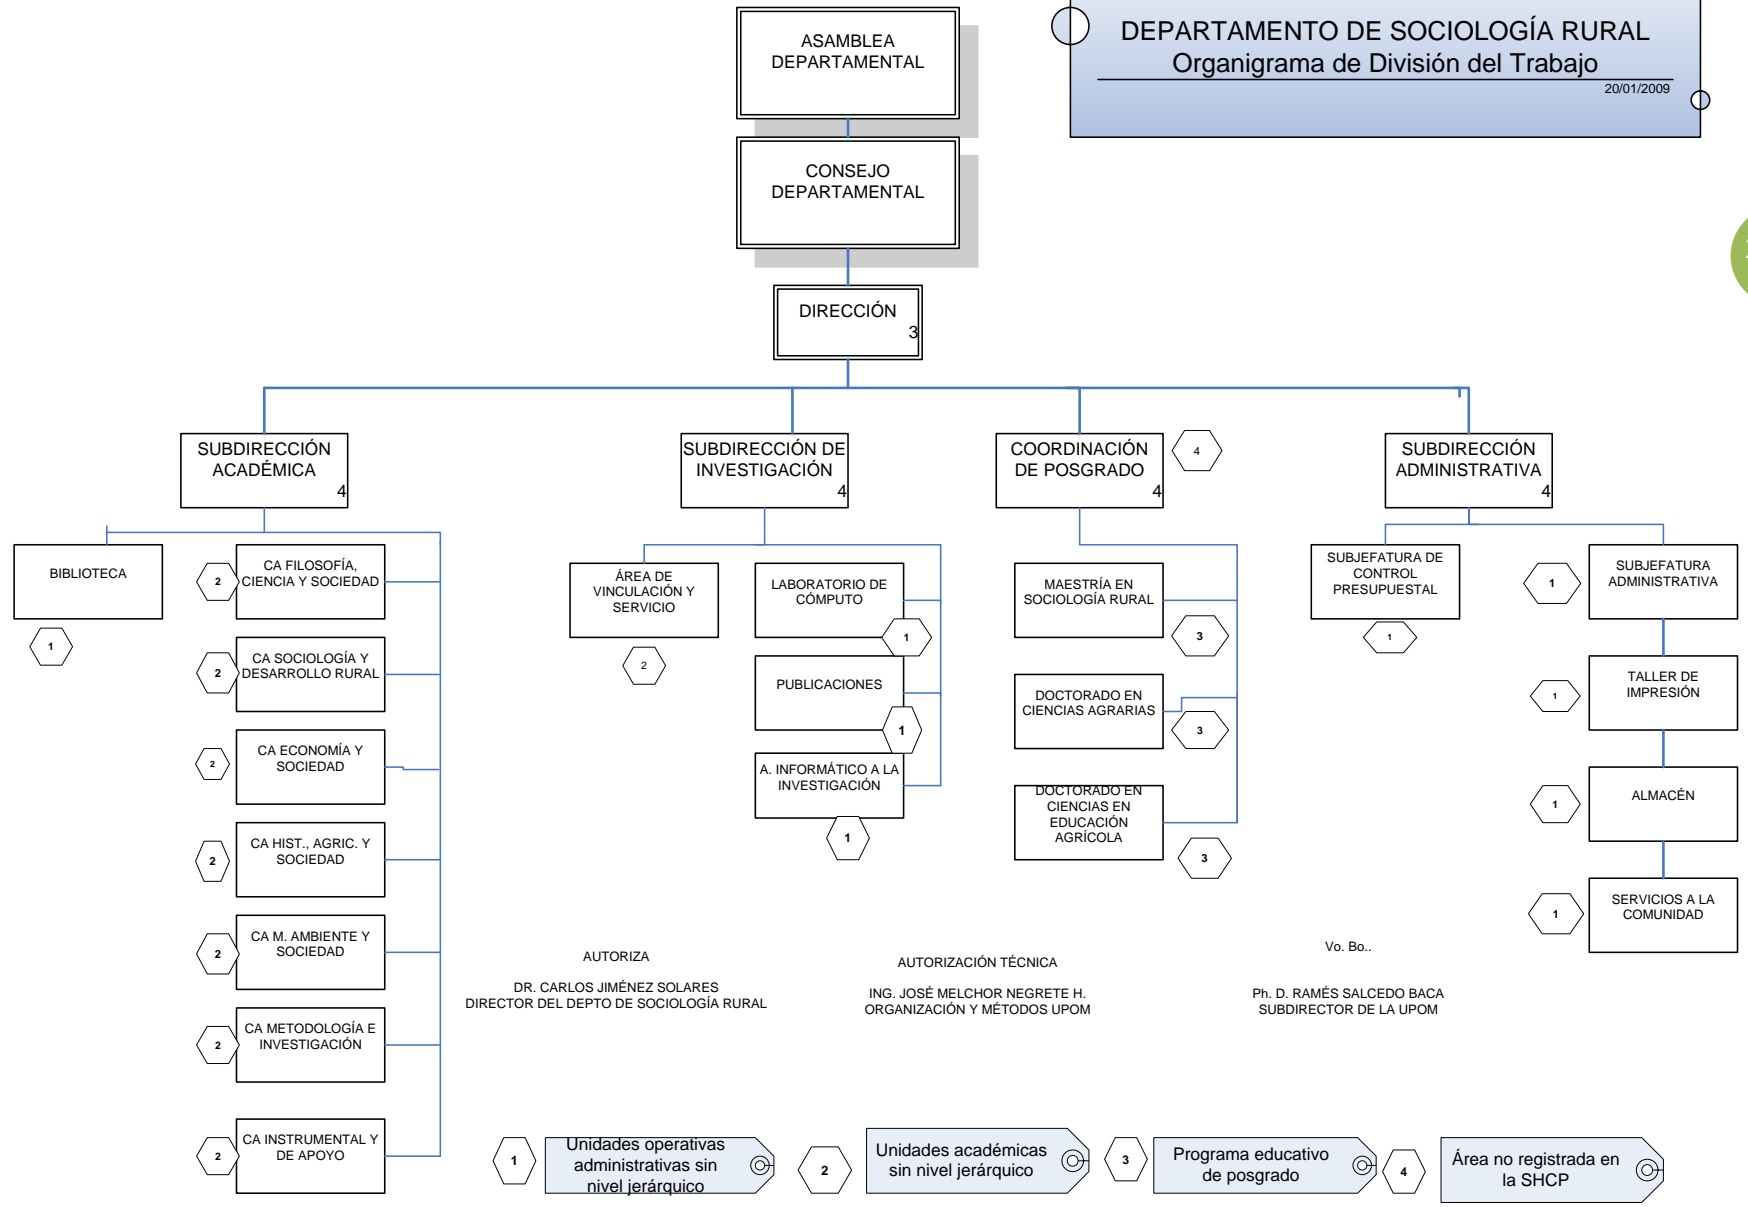 DEPARTAMENTO DE SOCIOLOGÍA RURAL
Organigrama de División del Trabajo
20/01/2009
ASAMBLEA
DEPARTAMENTAL
CONSEJO
DEPARTAMENTAL
DIRECCIÓN
3
SUBDIRECCIÓN
ACADÉMICA
4
SUBDIRECCIÓN DE
INVESTIGACIÓN
4
COORDINACIÓN
DE POSGRADO
4
4
SUBDIRECCIÓN
ADMINISTRATIVA
4
BIBLIOTECA
1
CA FILOSOFÍA,
CIENCIA Y SOCIEDAD
2
CA SOCIOLOGÍA Y
DESARROLLO RURAL
2
CA ECONOMÍA Y
SOCIEDAD
2
CA HIST., AGRIC. Y
SOCIEDAD
2
CA M. AMBIENTE Y
SOCIEDAD
2
CA METODOLOGÍA E
INVESTIGACIÓN
2
CA INSTRUMENTAL Y
DE APOYO
2
ÁREA DE
VINCULACIÓN Y
SERVICIO
2
LABORATORIO DE
CÓMPUTO
1
PUBLICACIONES
1
A. INFORMÁTICO A LA
INVESTIGACIÓN
1
MAESTRÍA EN
SOCIOLOGÍA RURAL
3
DOCTORADO EN
CIENCIAS AGRARIAS
3
DOCTORADO EN
CIENCIAS EN
EDUCACIÓN
AGRÍCOLA
3
SUBJEFATURA DE
CONTROL
PRESUPUESTAL
1
SUBJEFATURA
ADMINISTRATIVA
1
TALLER DE
IMPRESIÓN
1
ALMACÉN
1
SERVICIOS A LA
COMUNIDAD
1
AUTORIZA
DR. CARLOS JIMÉNEZ SOLARES
DIRECTOR DEL DEPTO DE SOCIOLOGÍA RURAL
AUTORIZACIÓN TÉCNICA
ING. JOSÉ MELCHOR NEGRETE H.
ORGANIZACIÓN Y MÉTODOS UPOM
Vo. Bo..
Ph. D. RAMÉS SALCEDO BACA
SUBDIRECTOR DE LA UPOM
1
Unidades operativas
administrativas sin
nivel jerárquico
2
Unidades académicas
sin nivel jerárquico
3
Programa educativo
de posgrado
4
Área no registrada en
la SHCP